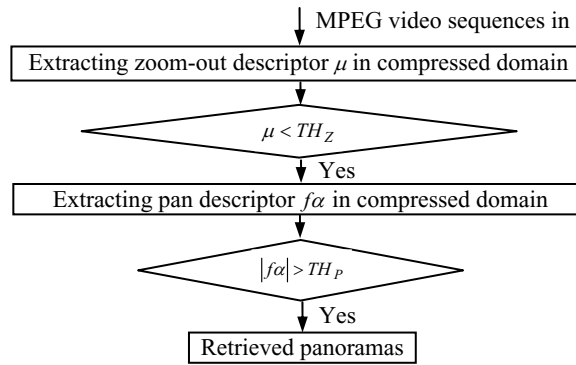 MPEG video sequences in
Extracting zoom-out descriptor μ in compressed domain
μ < TH_Z
Yes
Extracting pan descriptor fα in compressed domain
|fα| > TH_P
Yes
Retrieved panoramas